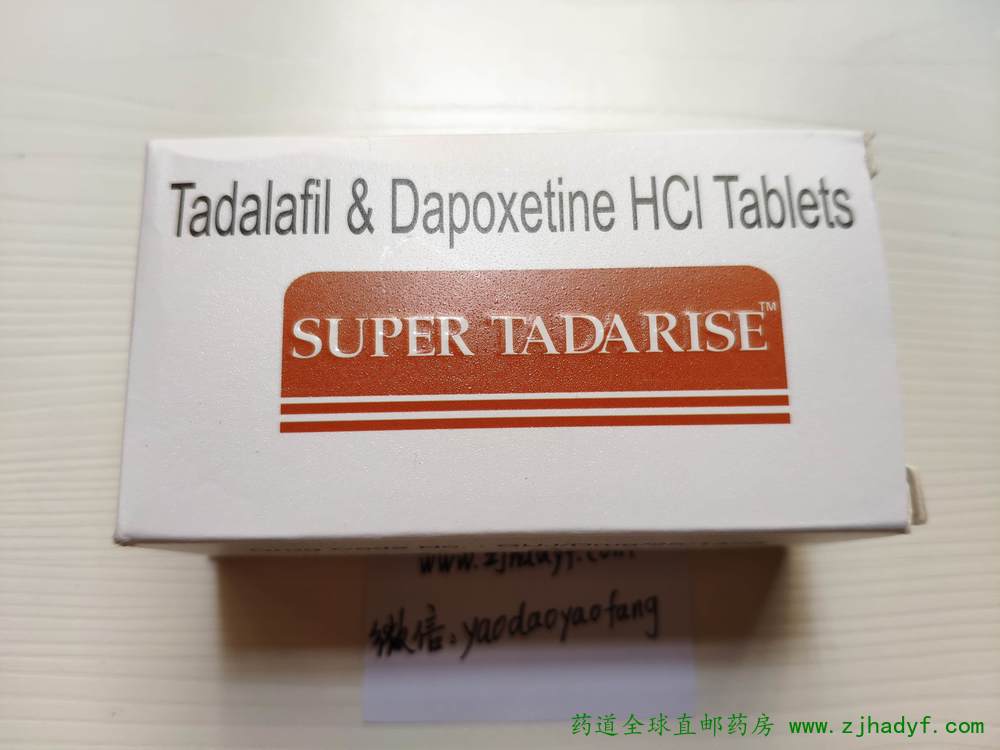 Tadalafil & Dapoxetine HCl Tablets
SUPER TADARISE™
www.zjhadyf.com
微信:yaodaoyaofang
药道全球直邮药房 www.zjhadyf.com